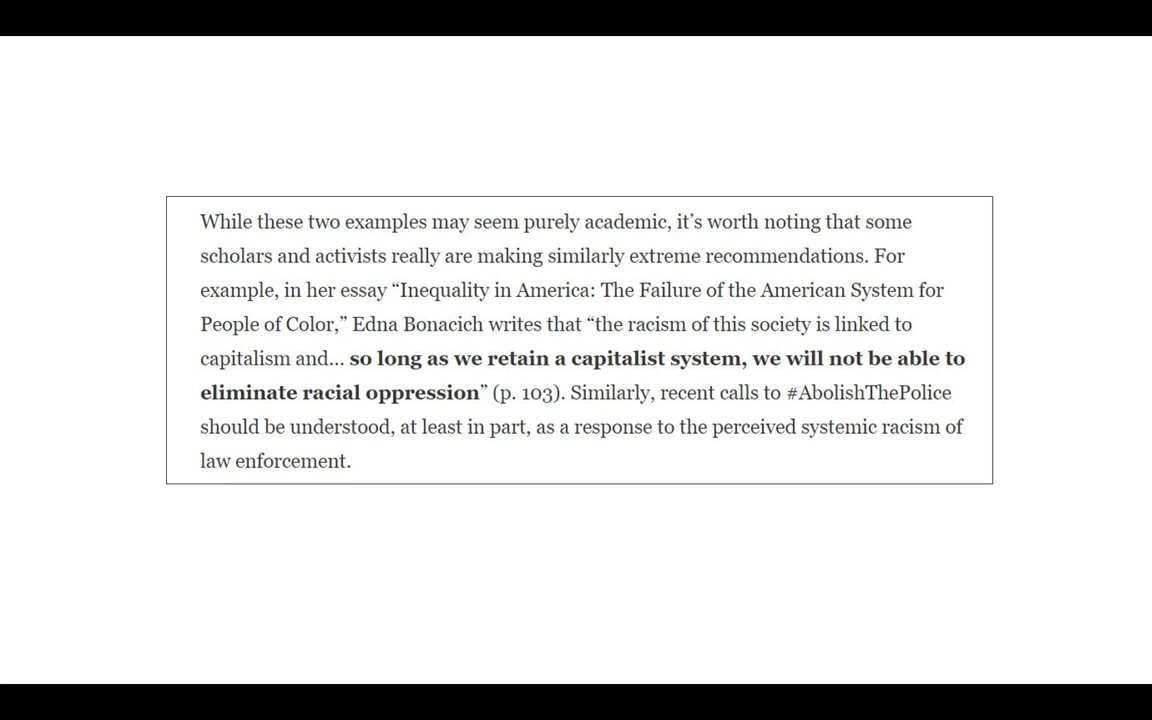 While these two examples may seem purely academic, it’s worth noting that some
scholars and activists really are making similarly extreme recommendations. For
example, in her essay “Inequality in America: The Failure of the American System for
People of Color,” Edna Bonacich writes that “the racism of this society is linked to
capitalism and… so long as we retain a capitalist system, we will not be able to
eliminate racial oppression” (p. 103). Similarly, recent calls to #AbolishThePolice
should be understood, at least in part, as a response to the perceived systemic racism of
law enforcement.